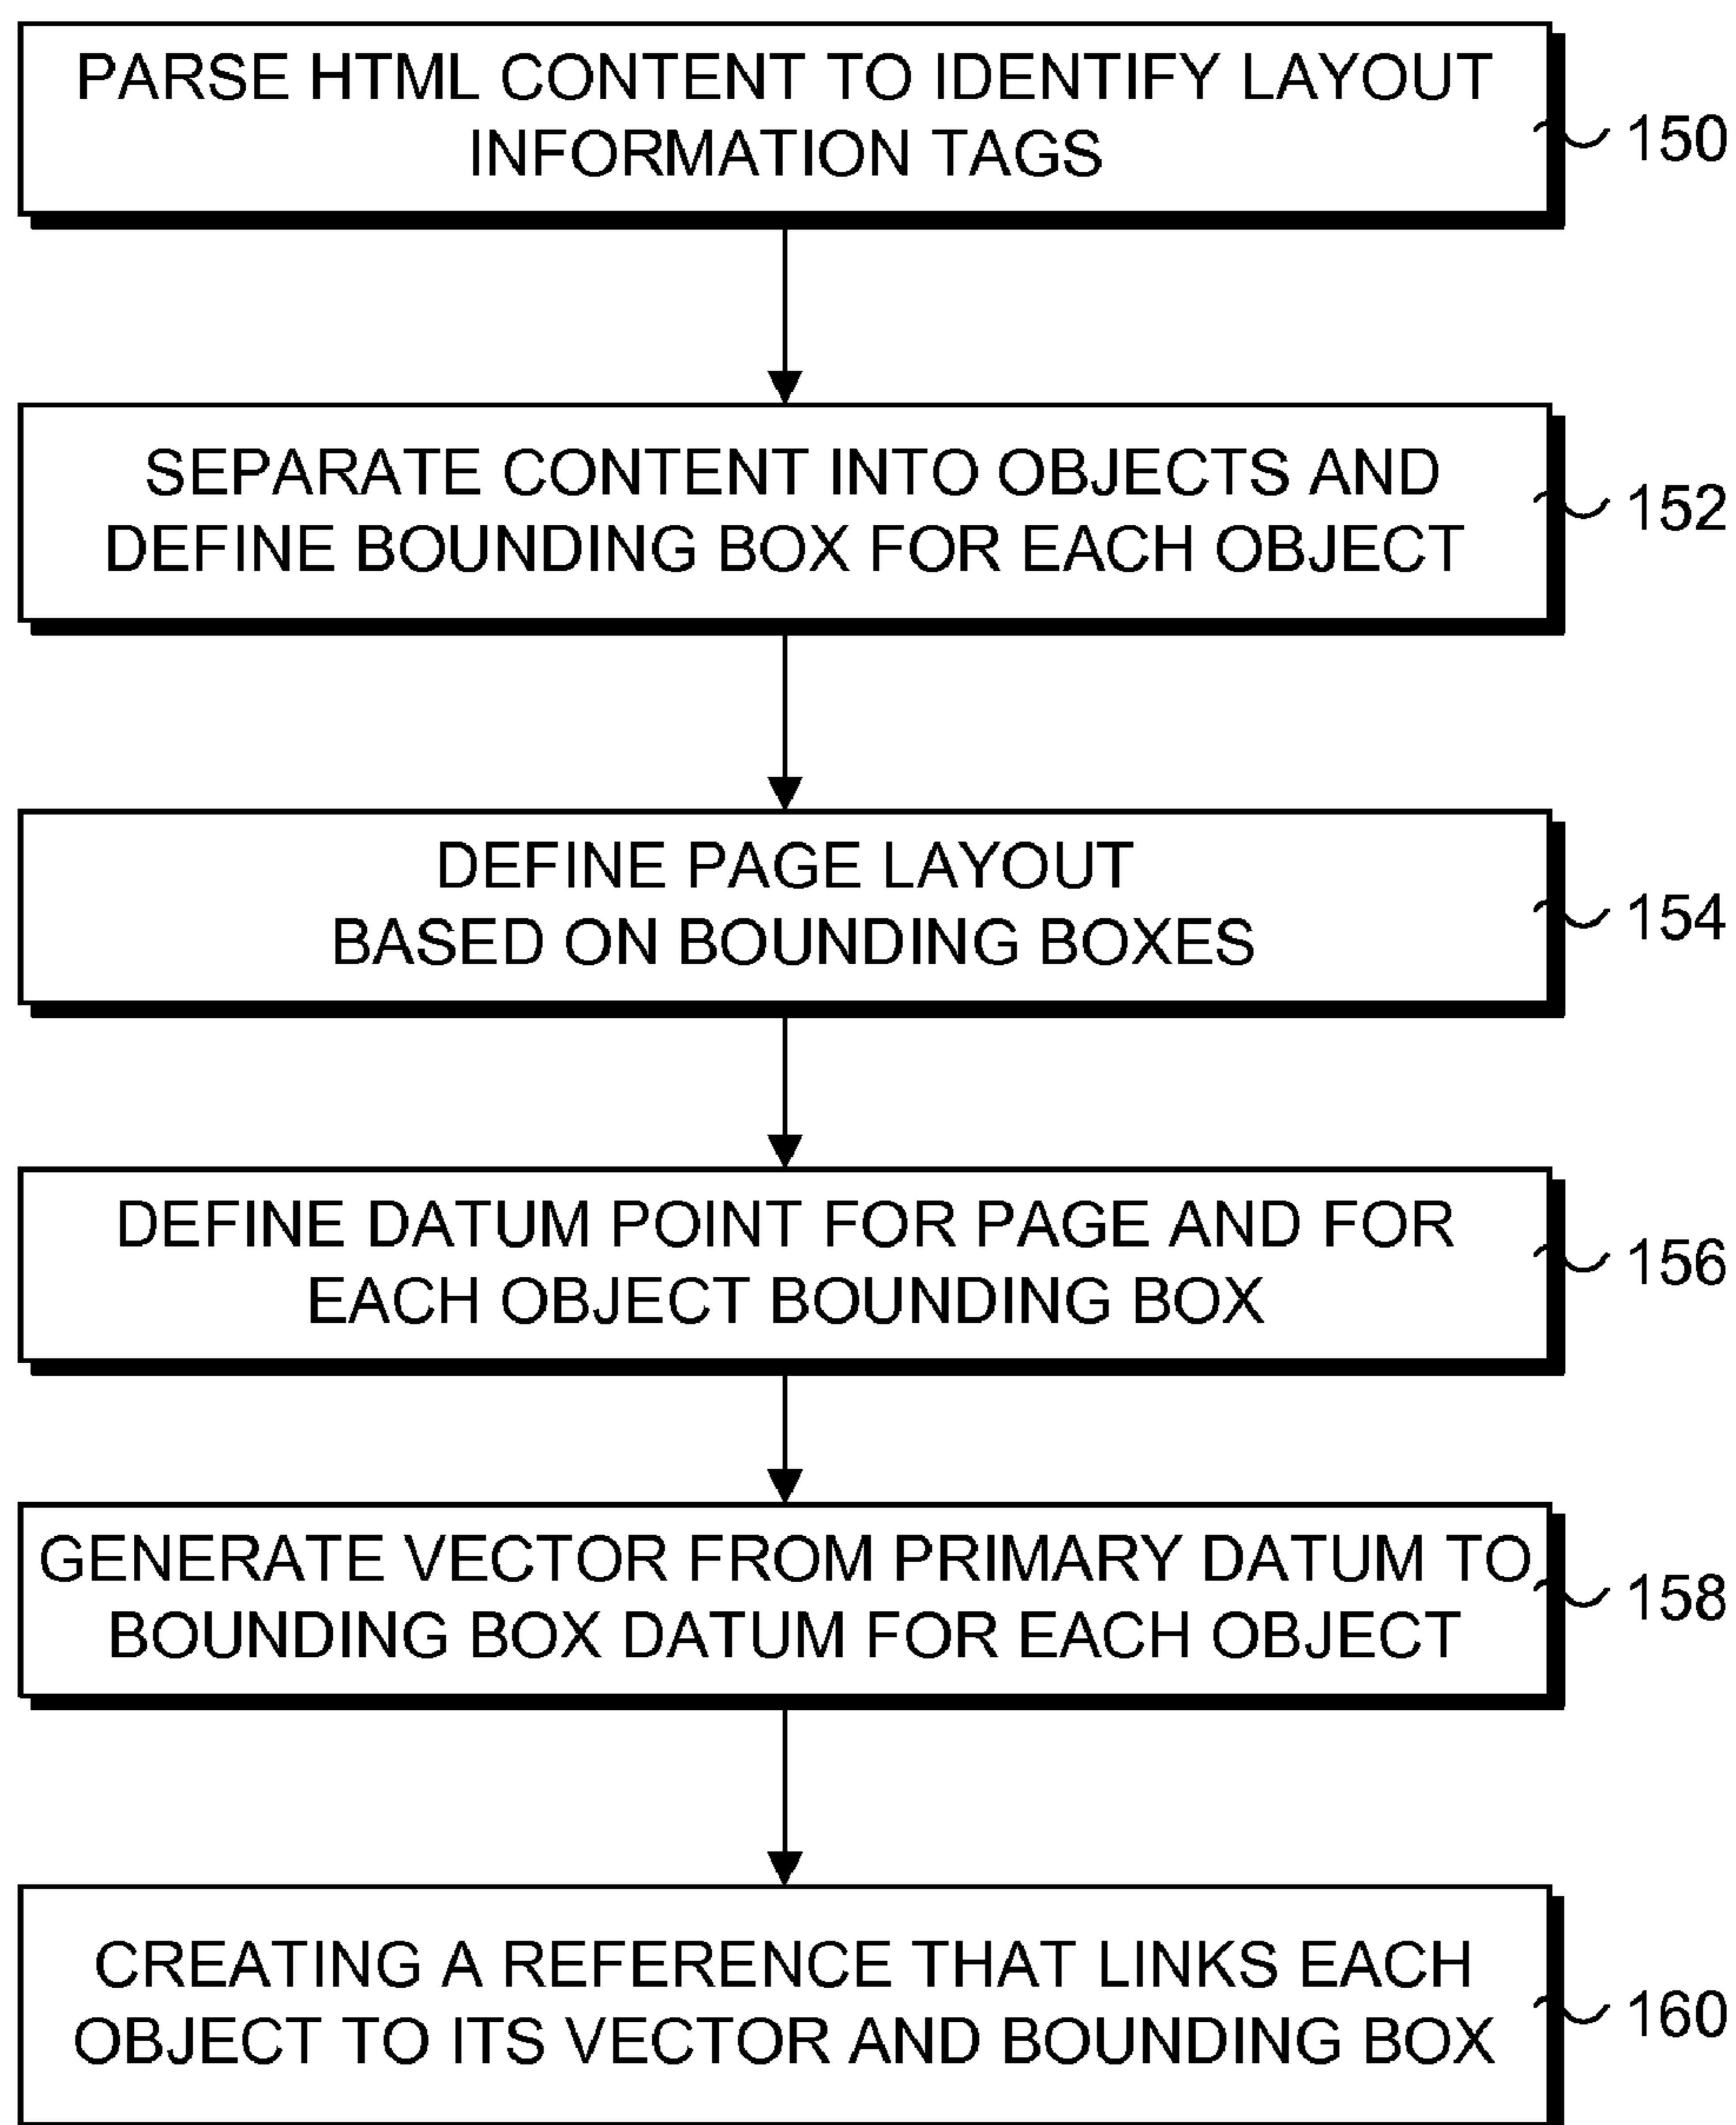 PARSE HTML CONTENT TO IDENTIFY LAYOUT
INFORMATION TAGS
150
SEPARATE CONTENT INTO OBJECTS AND
DEFINE BOUNDING BOX FOR EACH OBJECT
152
DEFINE PAGE LAYOUT
BASED ON BOUNDING BOXES
154
DEFINE DATUM POINT FOR PAGE AND FOR
EACH OBJECT BOUNDING BOX
156
GENERATE VECTOR FROM PRIMARY DATUM TO
BOUNDING BOX DATUM FOR EACH OBJECT
158
CREATING A REFERENCE THAT LINKS EACH
OBJECT TO ITS VECTOR AND BOUNDING BOX
160